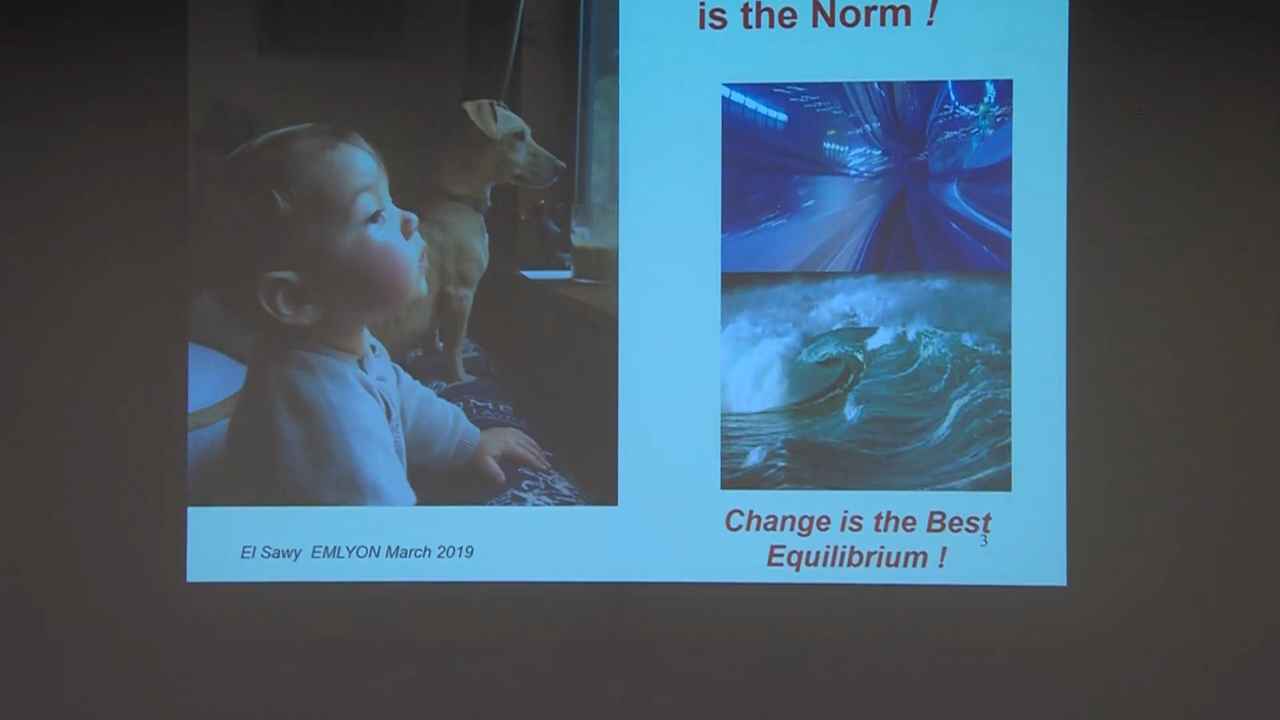 is the Norm !
Change is the Best
Equilibrium !
3
El Sawy EMLYON March 2019